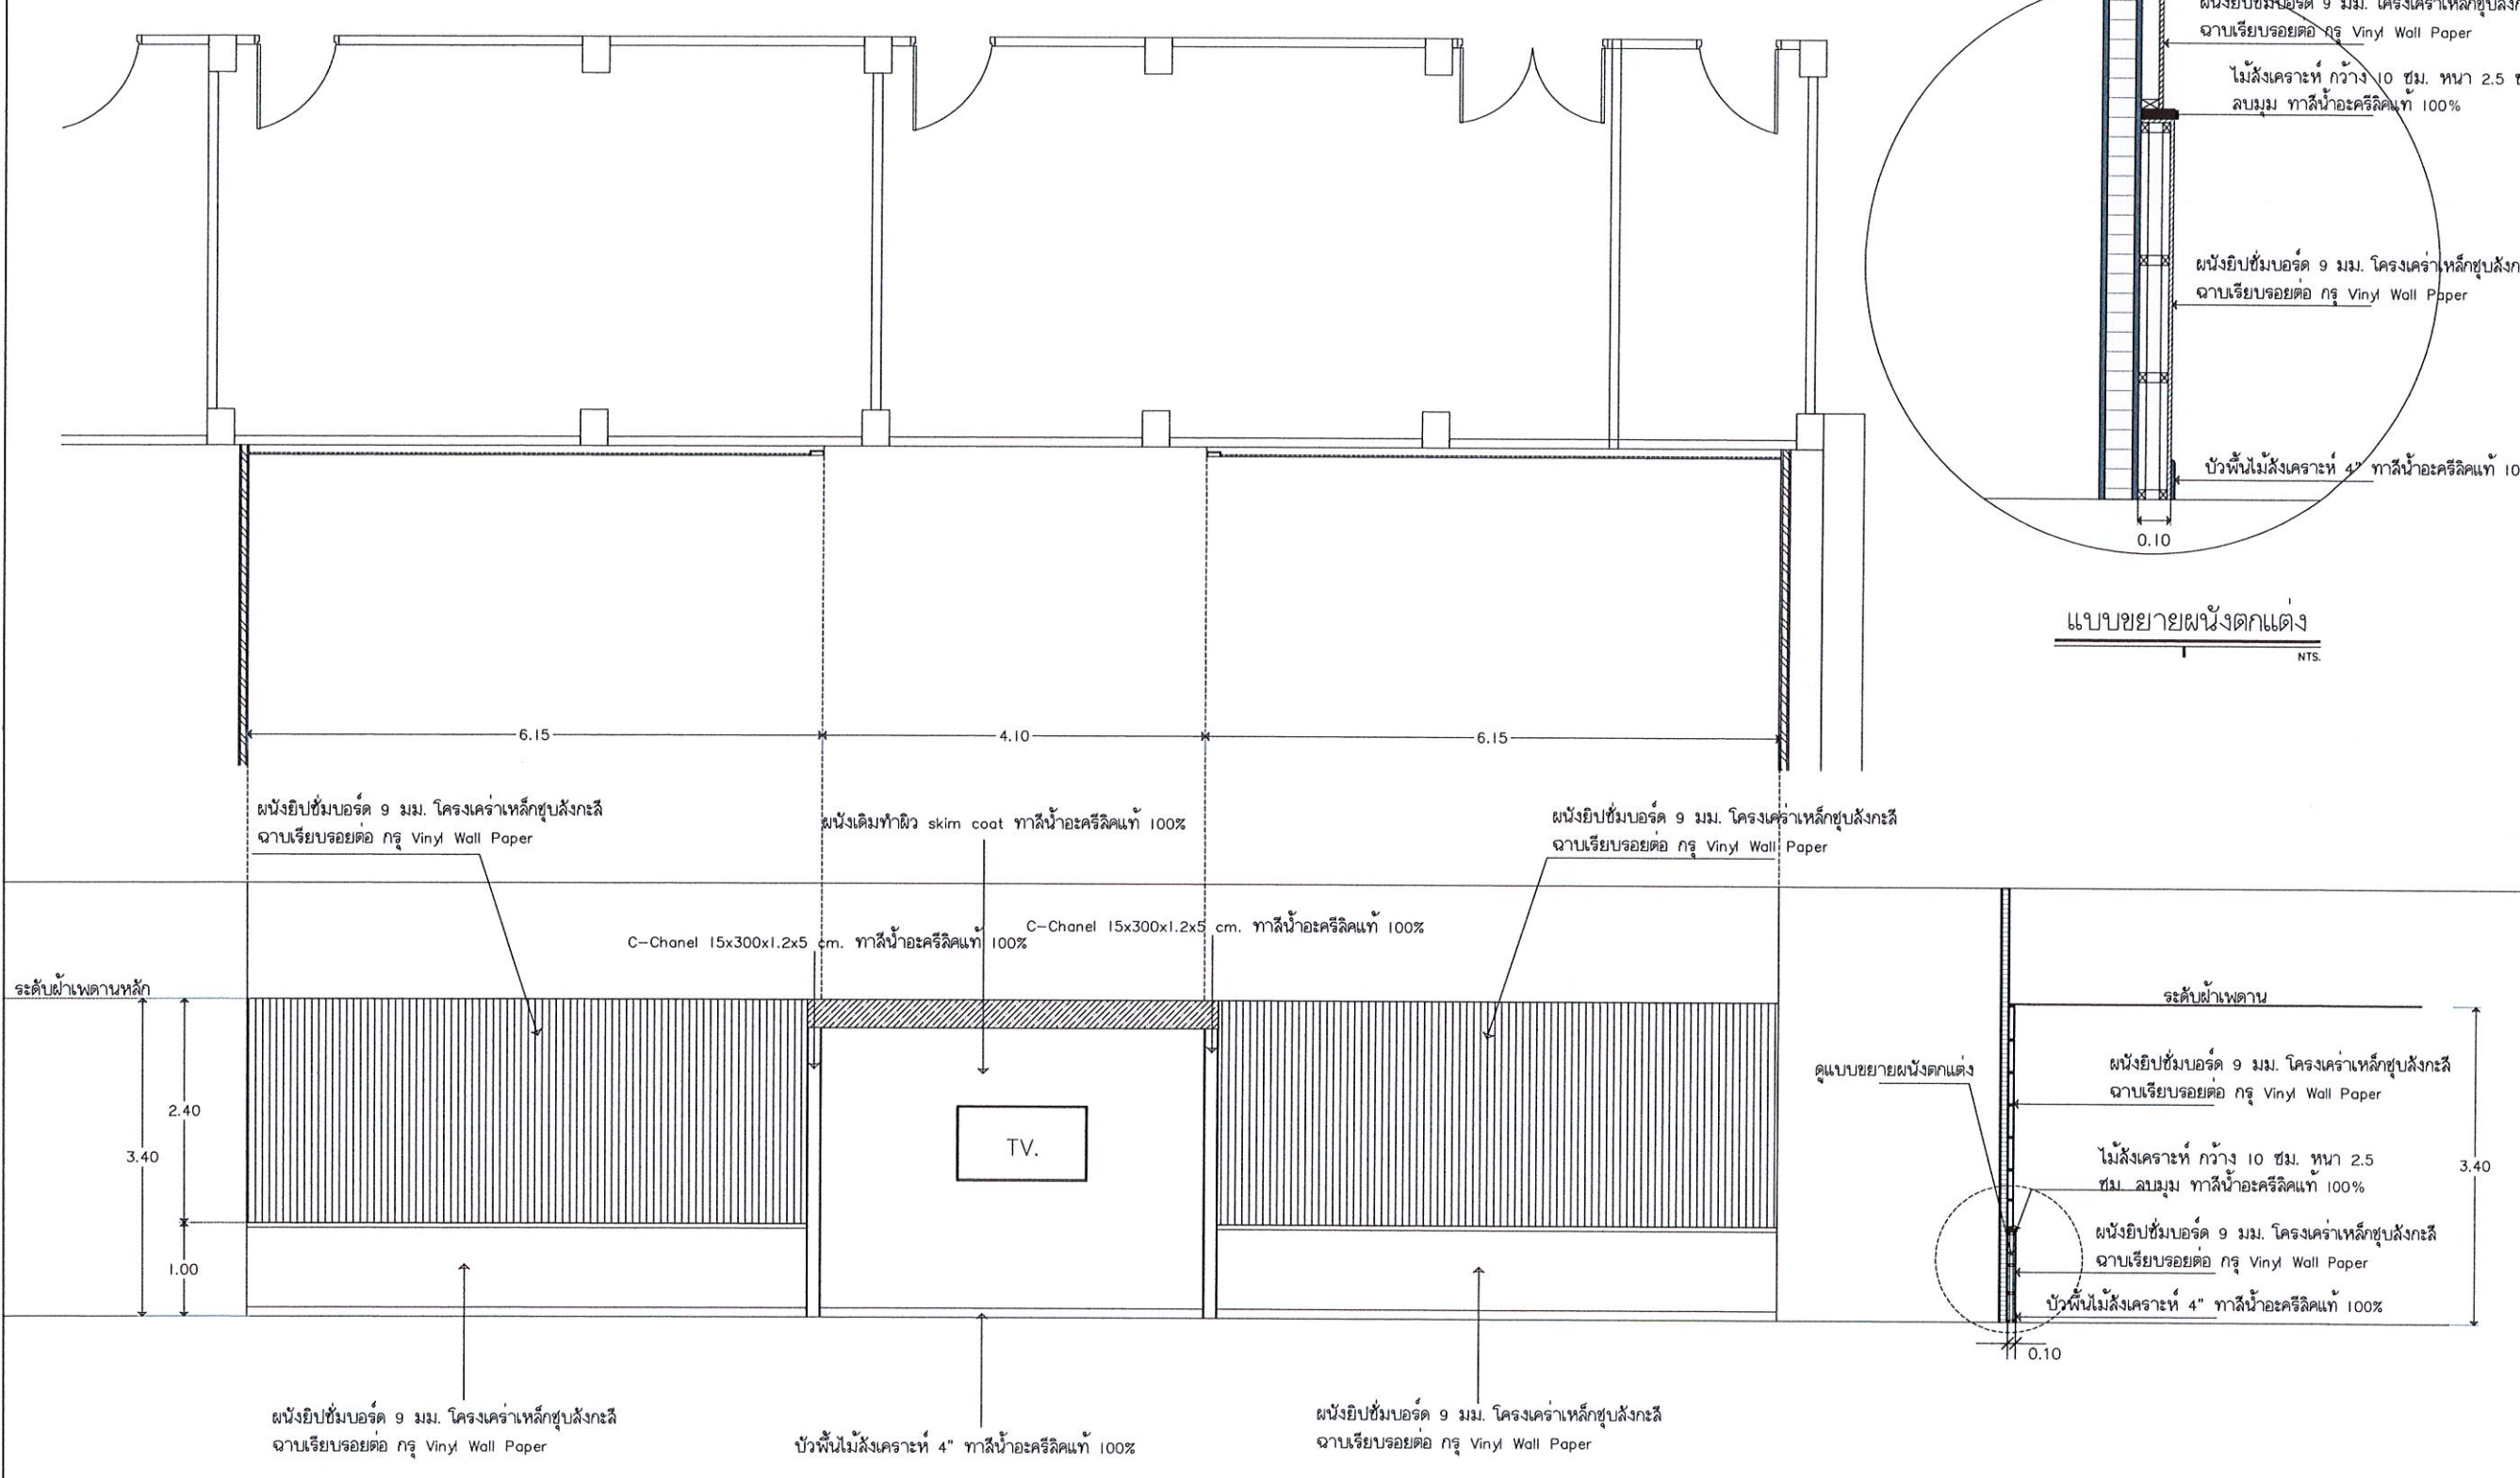 ผนังยิปซั่มบอร์ด 9 มม. โครงเคร่าเหล็กชุบสังก
ฉาบเรียบรอยต่อ กรุ Vinyl Wall Paper
ไม้สังเคราะห์ กว้าง 10 ซม. หนา 2.5
ลบมุม ทาสีน้ำอะครีลิคแท้ 100%
ผนังยิปซั่มบอร์ด 9 มม. โครงเคร่าเหล็กชุบสังก
ฉาบเรียบรอยต่อ กรุ Vinyl Wall Paper
บัวพื้นไม้สังเคราะห์ 4" ทาสีน้ำอะครีลิคแท้ 10
0.10
แบบขยายผนังตกแต่ง
NTS.
6.15
4.10
6.15
ผนังยิปซั่มบอร์ด 9 มม. โครงเคร่าเหล็กชุบสังกะสี
ฉาบเรียบรอยต่อ กรุ Vinyl Wall Paper
ผนังเดิมทำผิว skim coat ทาสีน้ำอะครีลิคแท้ 100%
ผนังยิปซั่มบอร์ด 9 มม. โครงเคร่าเหล็กชุบสังกะสี
ฉาบเรียบรอยต่อ กรุ Vinyl Wall Paper
C-Chanel 15x300x1.2x5 cm. ทาสีน้ำอะครีลิคแท้ 100%
C-Chanel 15x300x1.2x5 cm. ทาสีน้ำอะครีลิคแท้ 100%
ระดับฝ้าเพดานหลัก
2.40
3.40
1.00
TV.
ระดับฝ้าเพดาน
ดูแบบขยายผนังตกแต่ง
ผนังยิปซั่มบอร์ด 9 มม. โครงเคร่าเหล็กชุบสังกะสี
ฉาบเรียบรอยต่อ กรุ Vinyl Wall Paper
ไม้สังเคราะห์ กว้าง 10 ซม. หนา 2.5
ซม. ลบมุม ทาสีน้ำอะครีลิคแท้ 100%
3.40
ผนังยิปซั่มบอร์ด 9 มม. โครงเคร่าเหล็กชุบสังกะสี
ฉาบเรียบรอยต่อ กรุ Vinyl Wall Paper
บัวพื้นไม้สังเคราะห์ 4" ทาสีน้ำอะครีลิคแท้ 100%
0.10
ผนังยิปซั่มบอร์ด 9 มม. โครงเคร่าเหล็กชุบสังกะสี
ฉาบเรียบรอยต่อ กรุ Vinyl Wall Paper
บัวพื้นไม้สังเคราะห์ 4" ทาสีน้ำอะครีลิคแท้ 100%
ผนังยิปซั่มบอร์ด 9 มม. โครงเคร่าเหล็กชุบสังกะสี
ฉาบเรียบรอยต่อ กรุ Vinyl Wall Paper